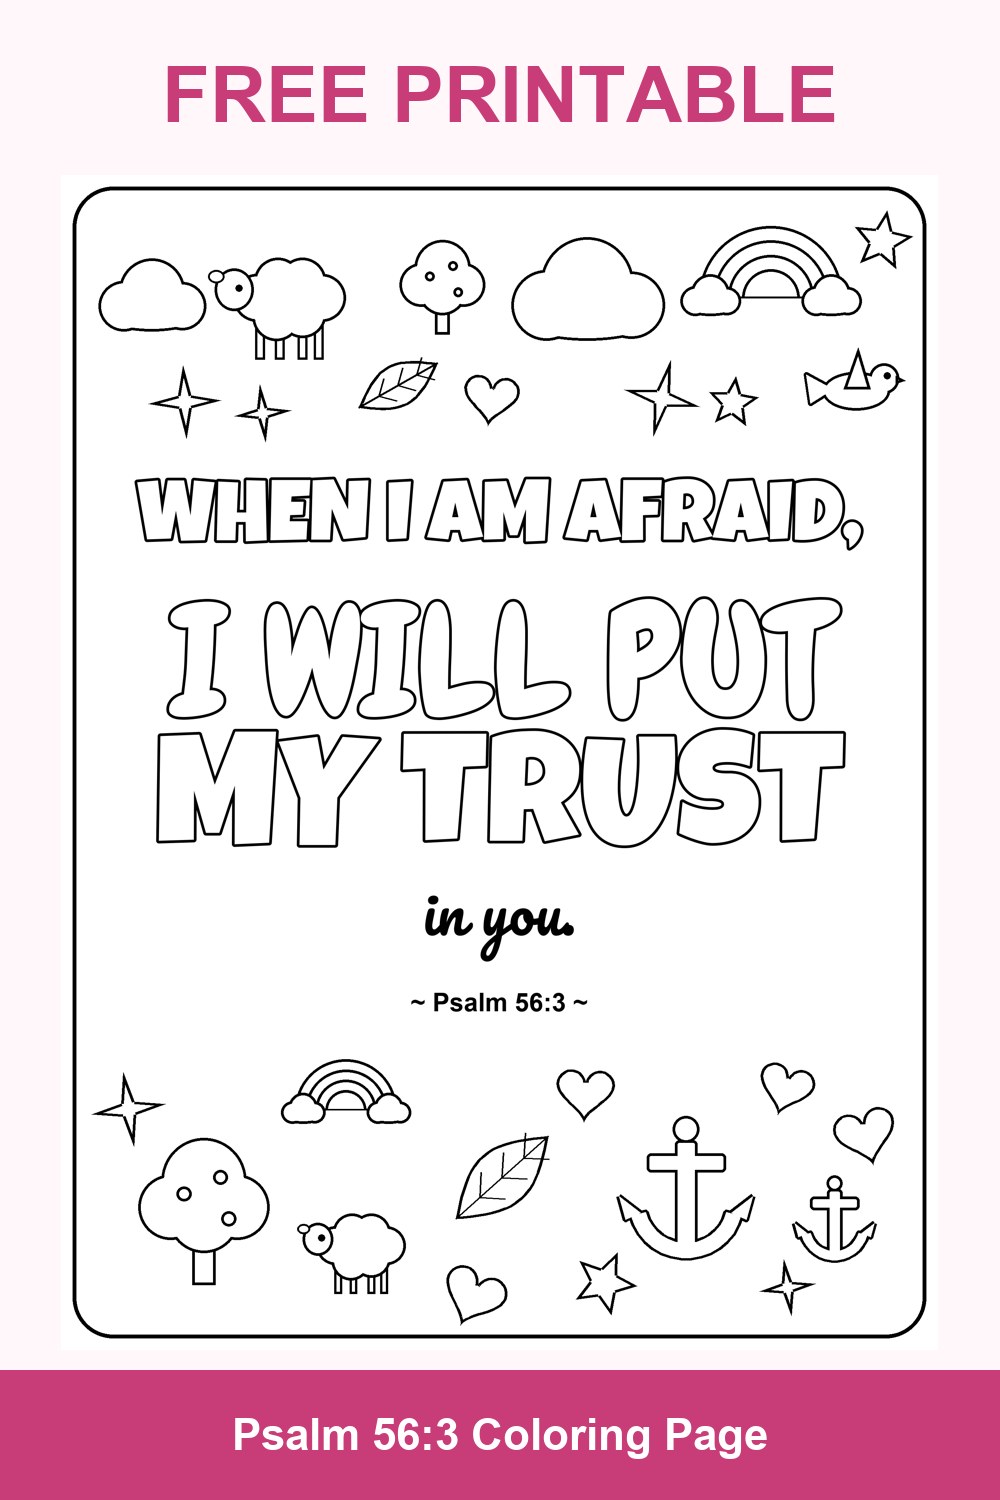 FREE PRINTABLE
WHEN I AM AFRAID,
I WILL PUT
MY TRUST
in you.
~ Psalm 56:3 ~
Psalm 56:3 Coloring Page